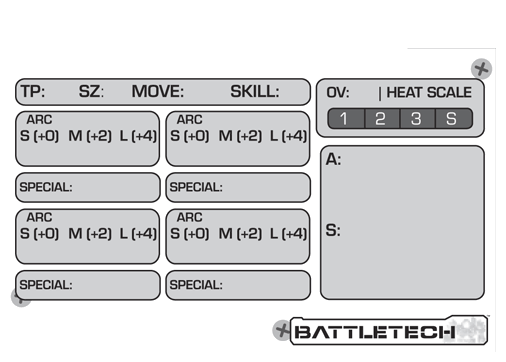 TP: SZ: MOVE: SKILL:
OV: | HEAT SCALE
1 2 3 S
ARC
S (+0) M (+2) L (+4)
ARC
S (+0) M (+2) L (+4)
SPECIAL:
SPECIAL:
ARC
S (+0) M (+2) L (+4)
ARC
S (+0) M (+2) L (+4)
SPECIAL:
SPECIAL:
A:
S:
BATTLETECH